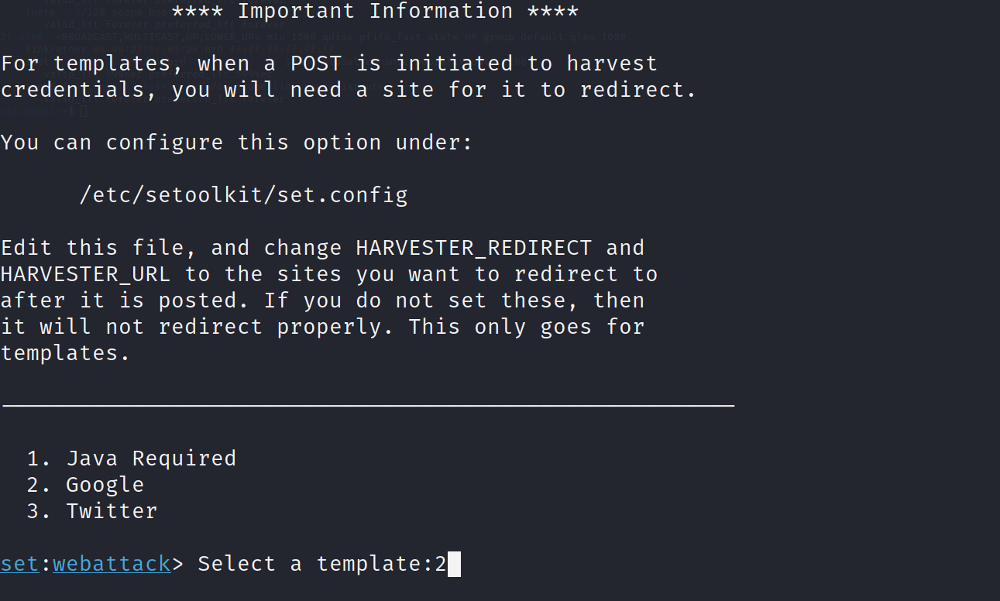 **** Important Information ****
For templates, when a POST is initiated to harvest
credentials, you will need a site for it to redirect.
You can configure this option under:
/etc/setoolkit/set.config
Edit this file, and change HARVESTER_REDIRECT and
HARVESTER_URL to the sites you want to redirect to
after it is posted. If you do not set these, then
it will not redirect properly. This only goes for
templates.
1. Java Required
2. Google
3. Twitter
set:webattack> Select a template:2